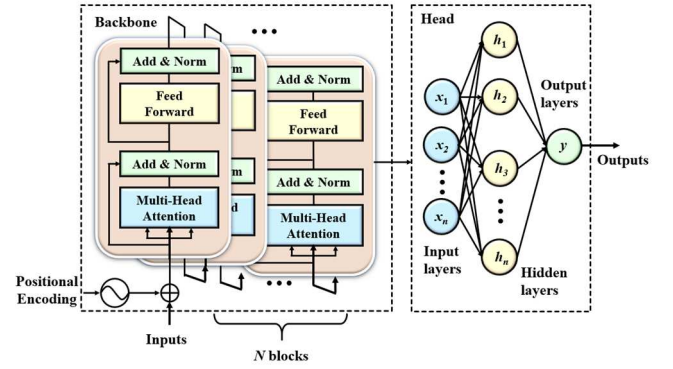 Backbone
Add & Norm
Feed
Forward
Add & Norm
Multi-Head
Attention
Add & Norm
Feed
Forward
Add & Norm
Multi-Head
Attention
Positional
Encoding
Inputs
N blocks
Head
x1
x2
xn
Input
layers
h1
h2
h3
hn
Hidden
layers
Output
layers
y
Outputs